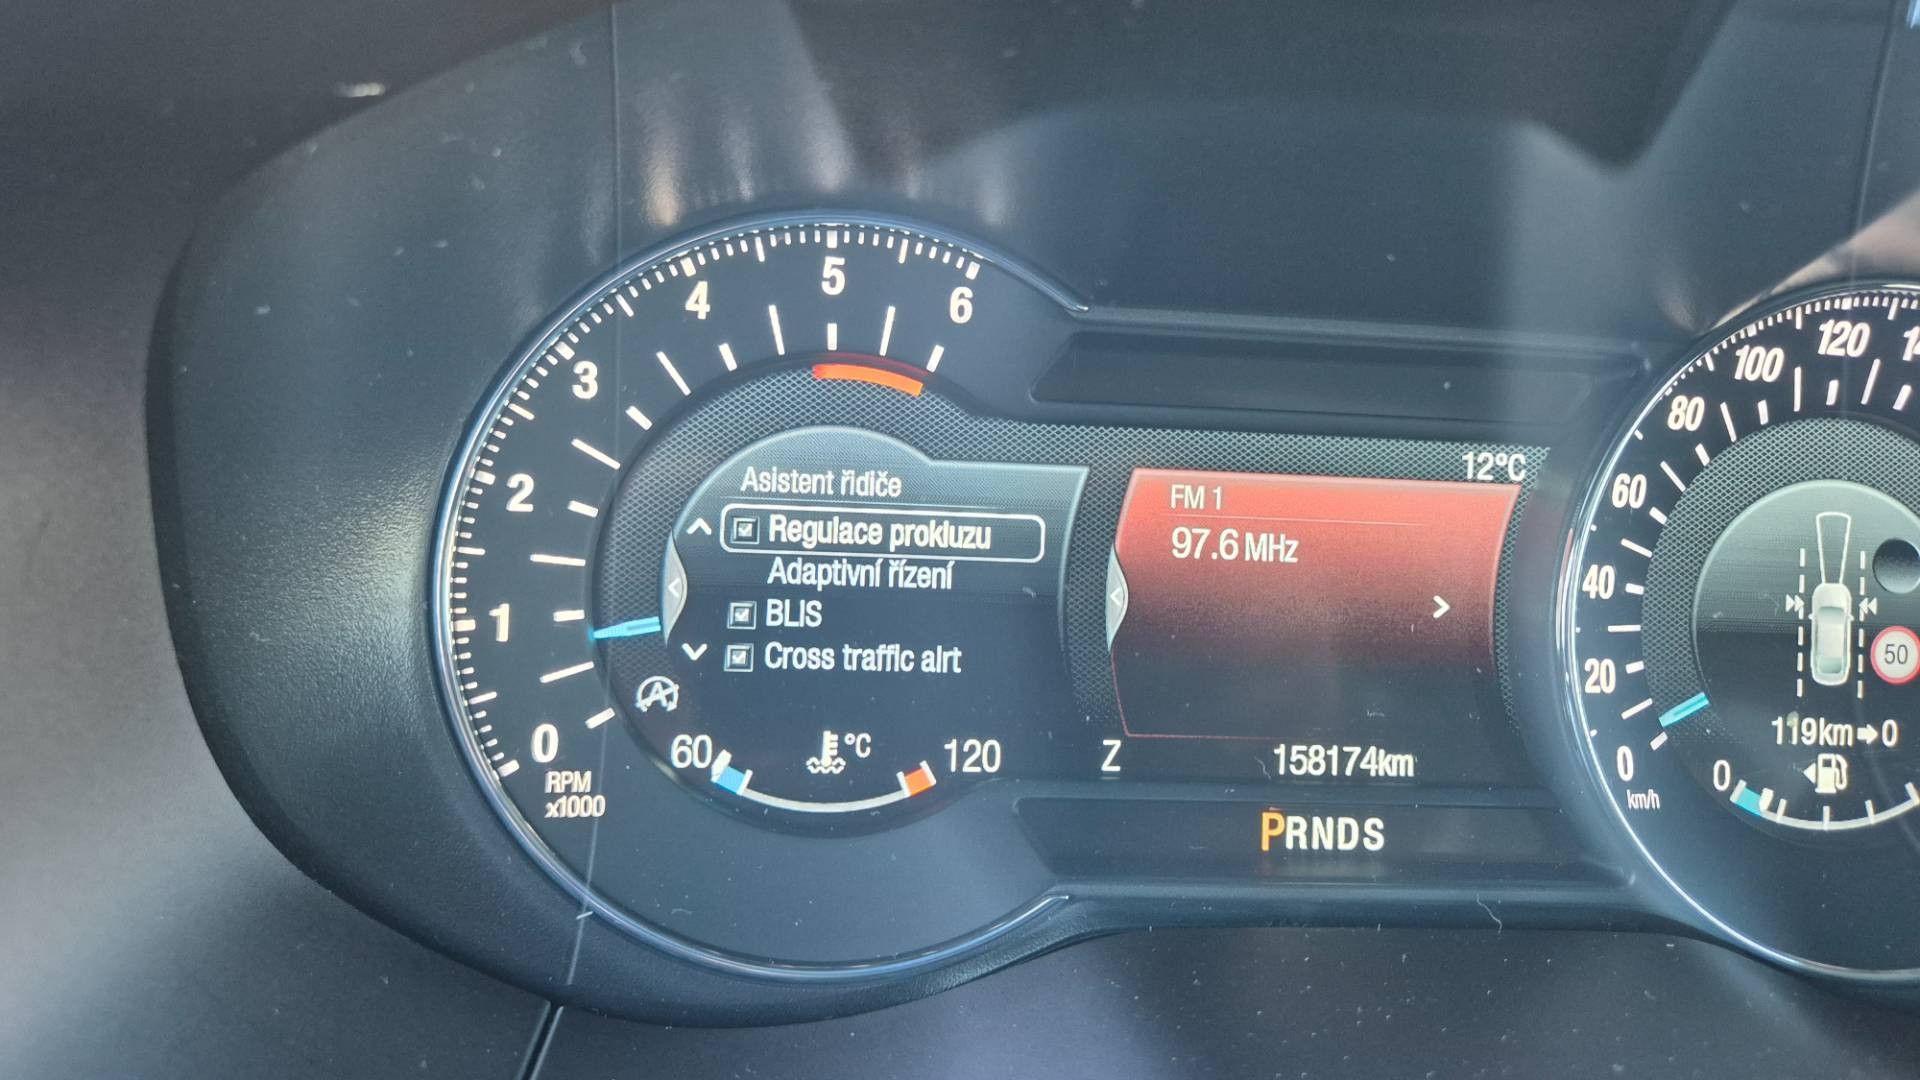 6
5
4
3
2
1
0
RPM
x1000
Asistent řidiče
Regulace prokluzu
Adaptivní řízení
BLIS
Cross traffic alrt
A
60
°C
120
12°C
FM 1
97.6 MHz
Z
158174km
PRNDS
120
100
80
60
40
20
0
km/h
50
119km➡0
0